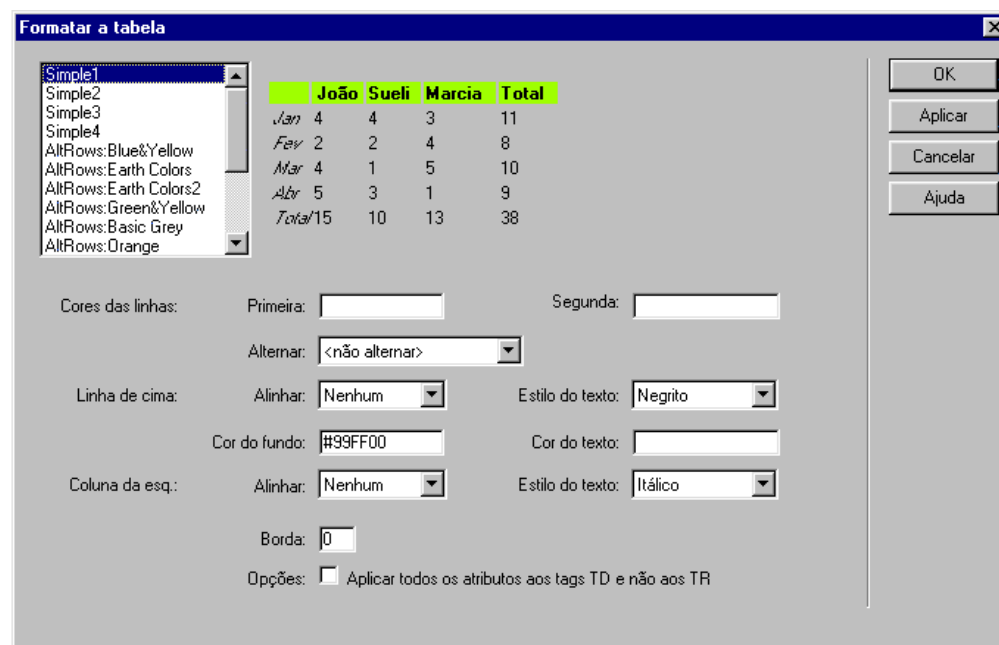 Formatar a tabela
Simple1
Simple2
Simple3
Simple4
AltRows:Blue&Yellow
AltRows:Earth Colors
AltRows:Earth Colors2
AltRows:Green&Yellow
AltRows:Basic Grey
AltRows:Orange
João Sueli Marcia Total
Jan 4 4 3 11
Fev 2 2 4 8
Mar 4 1 5 10
Abr 5 3 1 9
Total 15 10 13 38
OK
Aplicar
Cancelar
Ajuda
Cores das linhas: Primeira: Segunda:
Alternar: <não alternar>
Linha de cima: Alinhar: Nenhum Estilo do texto: Negrito
Cor do fundo: #99FF00 Cor do texto:
Coluna da esq.: Alinhar: Nenhum Estilo do texto: Itálico
Borda: 0
Opções: Aplicar todos os atributos aos tags TD e não aos TR